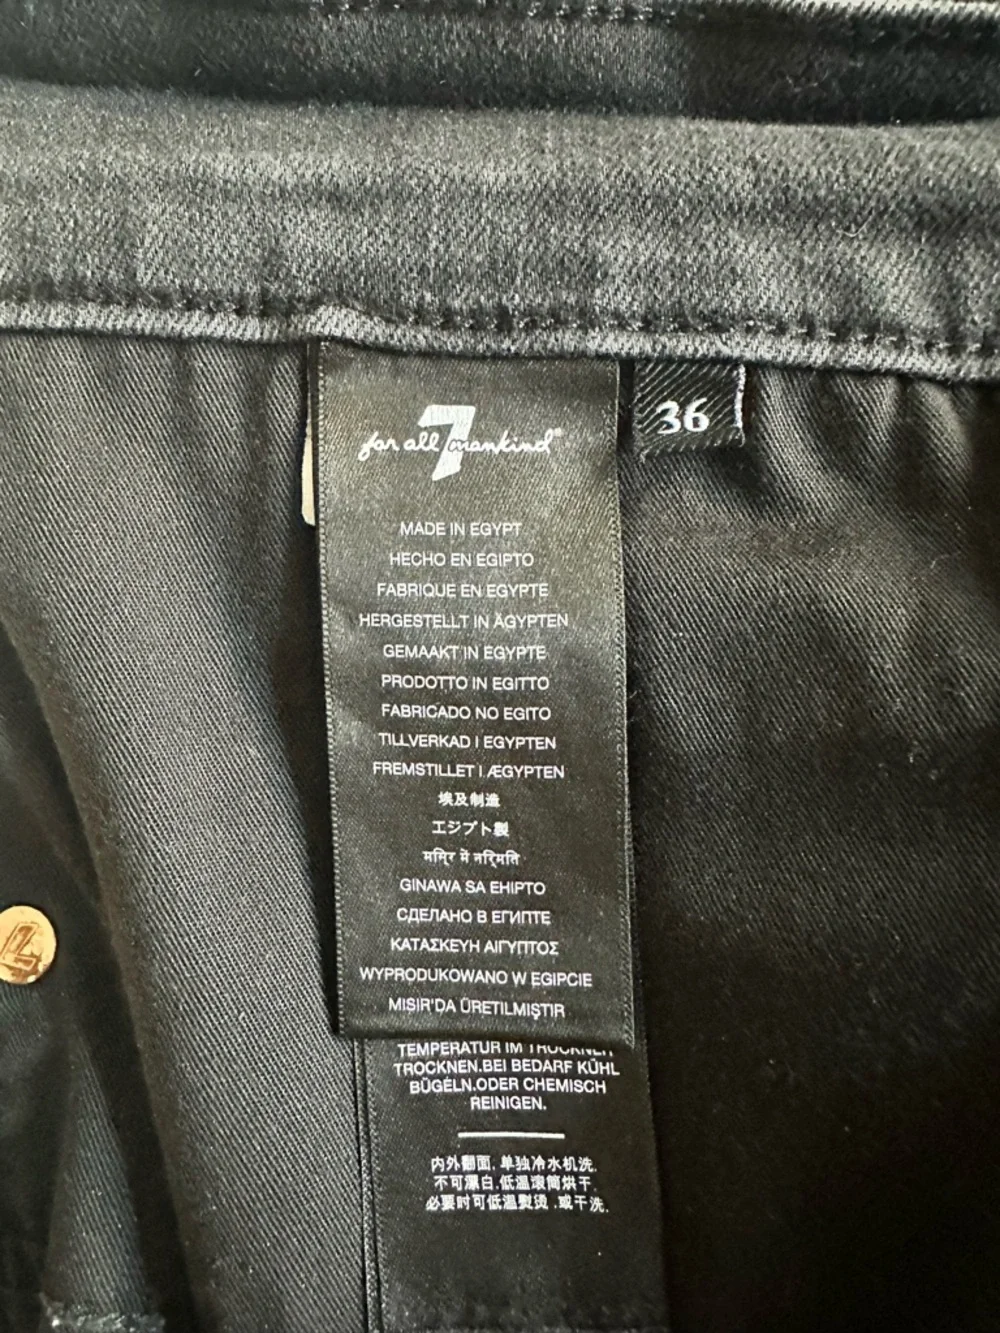 7
for all mankind®
36
MADE IN EGYPT
HECHO EN EGIPTO
FABRIQUE EN EGYPTE
HERGESTELLT IN ÄGYPTEN
GEMAAKT IN EGYPTE
PRODOTTO IN EGITTO
FABRICADO NO EGITO
TILLVERKAD I EGYPTEN
FREMSTILLET I ÆGYPTEN
埃及制造
エジプト製
मिस्र में निर्मिति
GINAWA SA EHIPTO
СДЕЛАНО В ЕГИПТЕ
ΚΑΤΑΣΚΕΥΗ ΑΙΓΥΠΤΟΣ
WYPRODUKOWANO W EGIPCIE
MISIR'DA ÜRETILMIŞTIR
TEMPERATUR IM TROCKNER
TROCKNEN.BEI BEDARF KÜHL
BÜGELN.ODER CHEMISCH
REINIGEN.
内外翻面. 单独冷水机洗.
不可漂白.低温滚筒烘干.
必要时可低温熨烫 .或干洗.
7